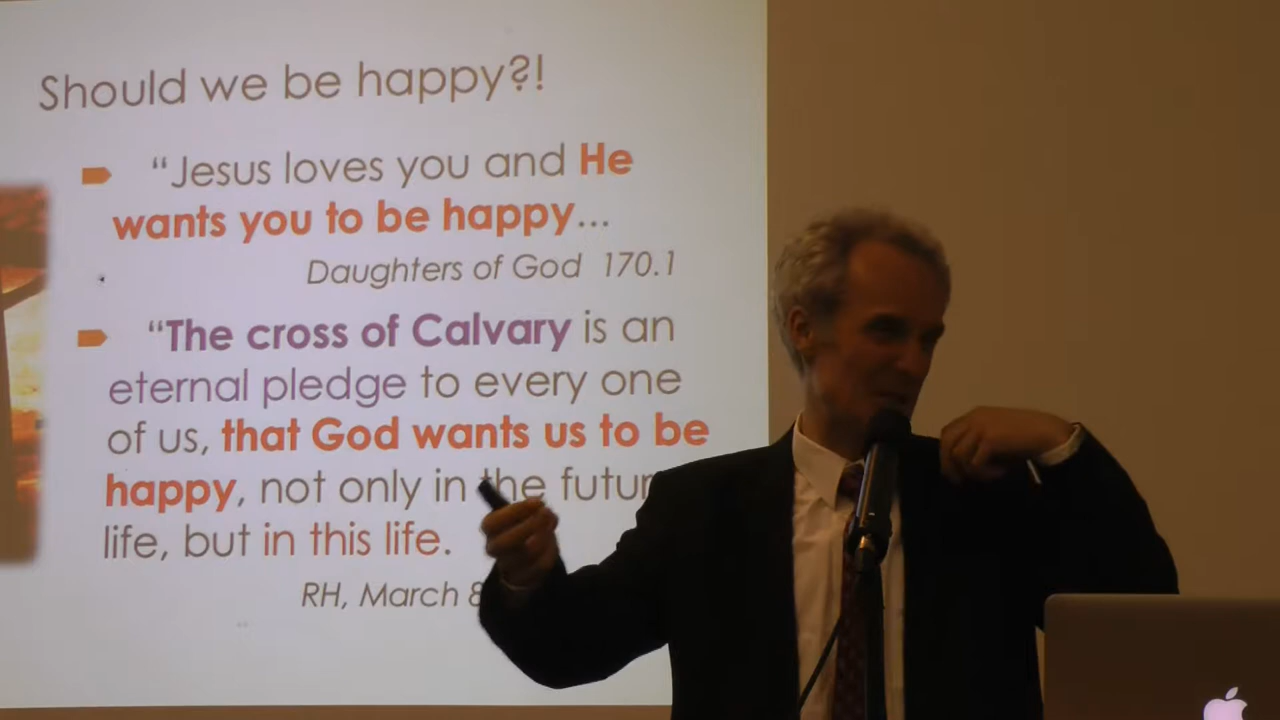 Should we be happy?!
"Jesus loves you and He
wants you to be happy...
Daughters of God 170.1
"The cross of Calvary is an
eternal pledge to every one
of us, that God wants us to be
happy, not only in the futur
life, but in this life.
RH, March 8